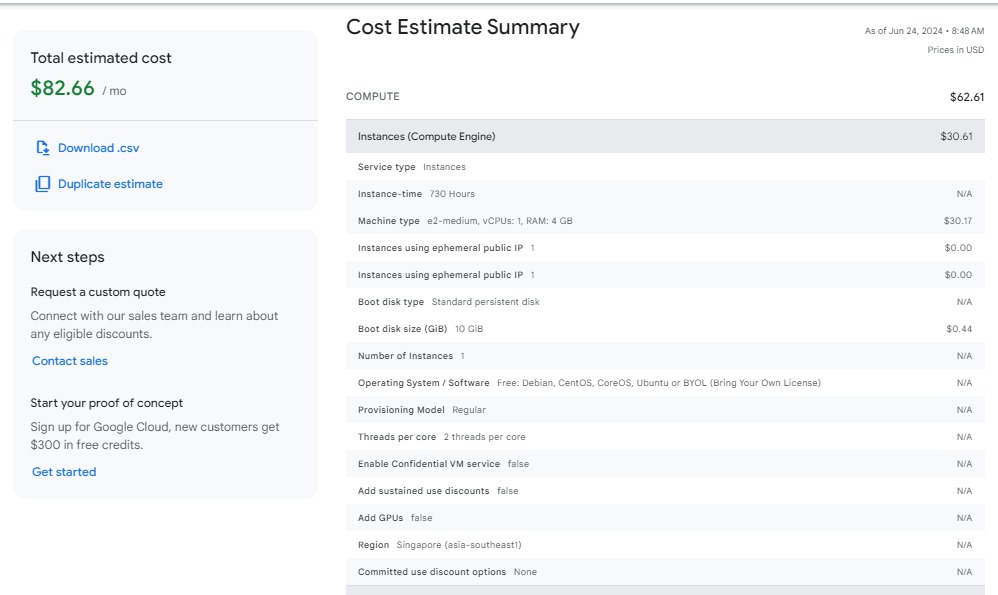 Total estimated cost
$82.66 / mo
Download .csv
Duplicate estimate
Next steps
Request a custom quote
Connect with our sales team and learn about
any eligible discounts.
Contact sales
Start your proof of concept
Sign up for Google Cloud, new customers get
$300 in free credits.
Get started
Cost Estimate Summary
As of Jun 24, 2024 • 8:48 AM
Prices in USD
COMPUTE $62.61
Instances (Compute Engine) $30.61
Service type Instances
Instance-time 730 Hours N/A
Machine type e2-medium, vCPUs: 1, RAM: 4 GB $30.17
Instances using ephemeral public IP 1 $0.00
Instances using ephemeral public IP 1 $0.00
Boot disk type Standard persistent disk N/A
Boot disk size (GiB) 10 GiB $0.44
Number of Instances 1 N/A
Operating System / Software Free: Debian, CentOS, CoreOS, Ubuntu or BYOL (Bring Your Own License) N/A
Provisioning Model Regular N/A
Threads per core 2 threads per core N/A
Enable Confidential VM service false N/A
Add sustained use discounts false N/A
Add GPUs false N/A
Region Singapore (asia-southeast1) N/A
Committed use discount options None N/A